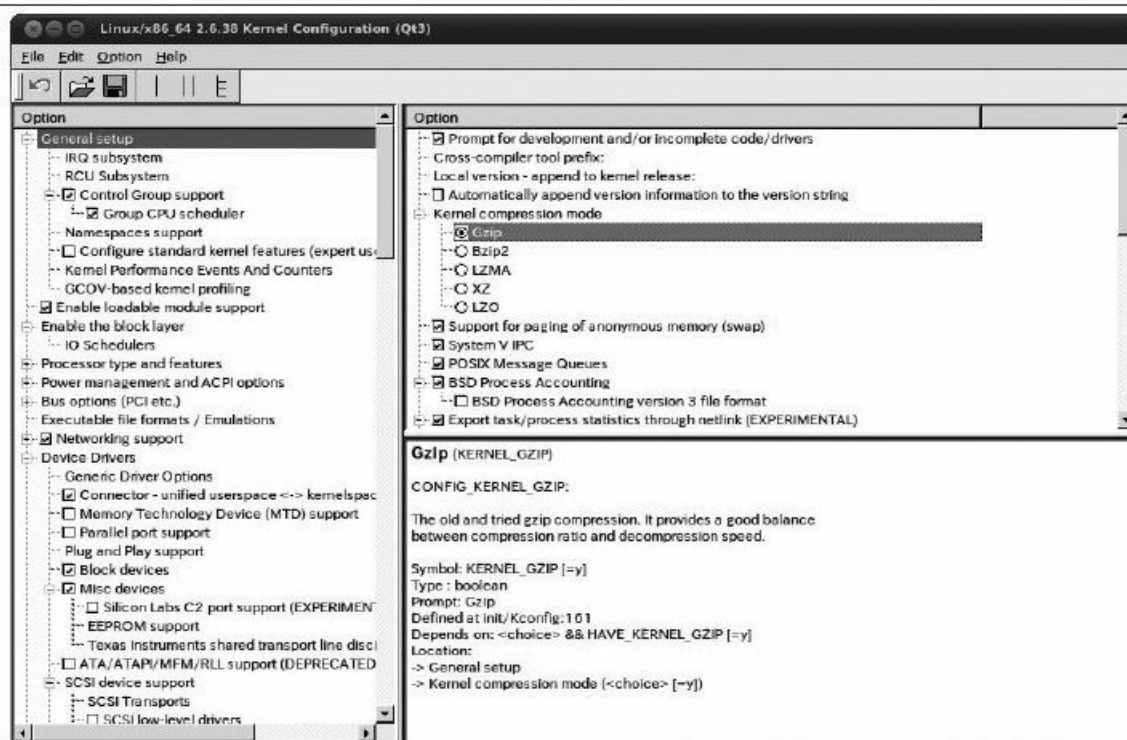 Linux/x86_64 2.6.38 Kernel Configuration (Qt3)
File Edit Option Help
Option
General setup
IRQ subsystem
RCU Subsystem
Control Group support
Group CPU scheduler
Namespaces support
Configure standard kernel features (expert us
Kernel Performance Events And Counters
GCOV-based kernel profiling
Enable loadable module support
Enable the block layer
IO Schedulers
Processor type and features
Power management and ACPI options
Bus options (PCI etc.)
Executable file formats / Emulations
Networking support
Device Drivers
Generic Driver Options
Connector - unified userspace <-> kernelspac
Memory Technology Device (MTD) support
Parallel port support
Plug and Play support
Block devices
Misc devices
Silicon Labs C2 port support (EXPERIMEN
EEPROM support
Texas Instruments shared transport line disci
ATA/ATAPI/MFM/RLL support (DEPRECATED
SCSI device support
SCSI Transports
SCSI low-level drivers
Option
Prompt for development and/or incomplete code/drivers
Cross-compiler tool prefix:
Local version - append to kernel release:
Automatically append version information to the version string
Kernel compression mode
Gzip
Bzip2
LZMA
XZ
LZO
Support for paging of anonymous memory (swap)
System V IPC
POSIX Message Queues
BSD Process Accounting
BSD Process Accounting version 3 file format
Export task/process statistics through netlink (EXPERIMENTAL)
Gzip (KERNEL_GZIP)
CONFIG_KERNEL_GZIP:
The old and tried gzip compression. It provides a good balance
between compression ratio and decompression speed.
Symbol: KERNEL_GZIP [=y]
Type : boolean
Prompt: Gzip
Defined at init/Kconfig:161
Depends on: <choice> && HAVE_KERNEL_GZIP [=y]
Location:
-> General setup
-> Kernel compression mode (<choice> [=y])